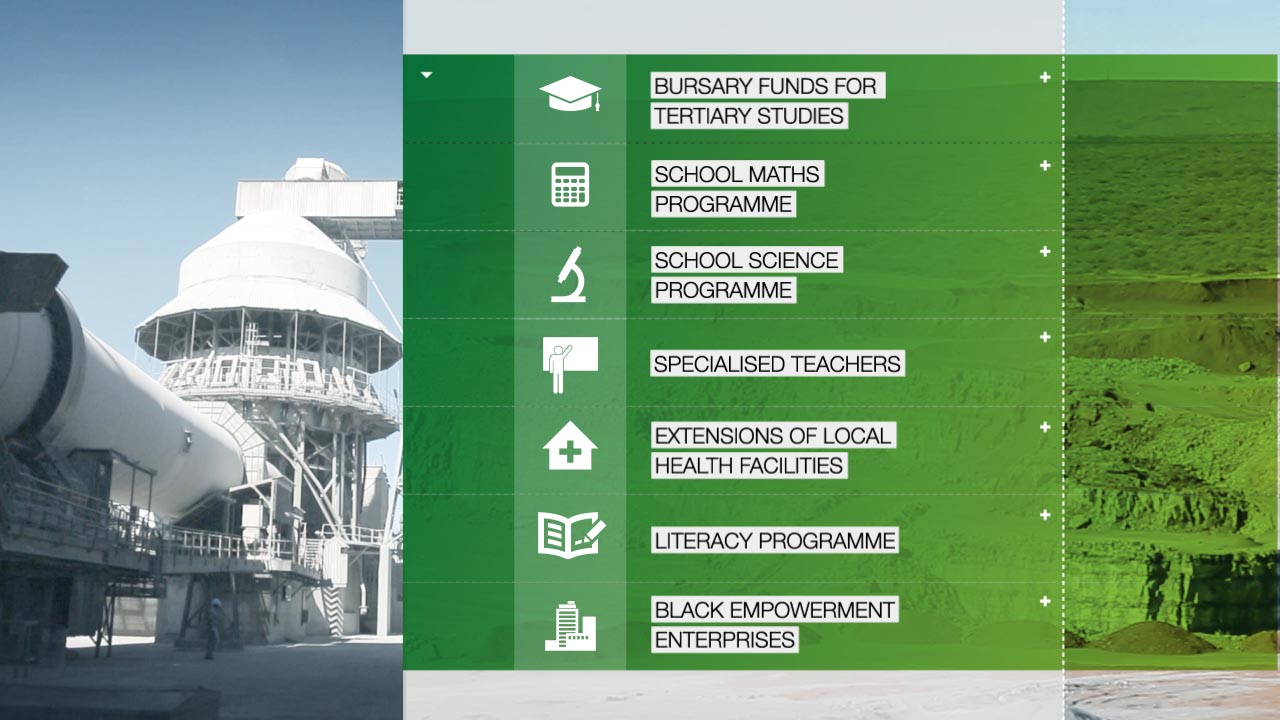 BURSARY FUNDS FOR
TERTIARY STUDIES
SCHOOL MATHS
PROGRAMME
SCHOOL SCIENCE
PROGRAMME
SPECIALISED TEACHERS
EXTENSIONS OF LOCAL
HEALTH FACILITIES
LITERACY PROGRAMME
BLACK EMPOWERMENT
ENTERPRISES